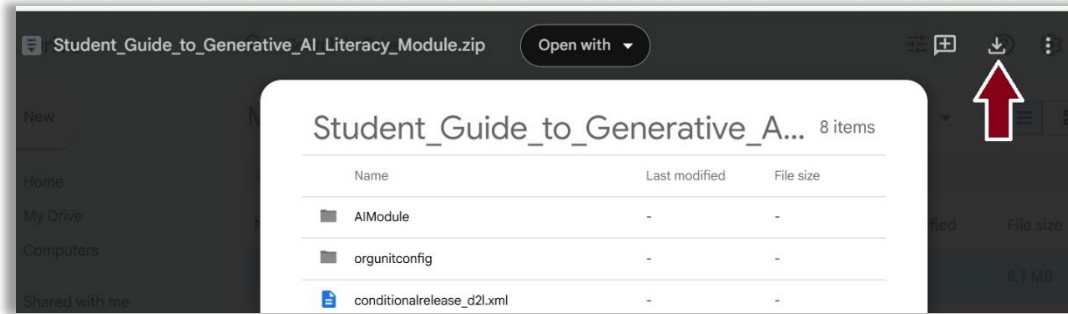 Student_Guide_to_Generative_AI_Literacy_Module.zip Open with
Student_Guide_to_Generative_A... 8 items
New
Name Last modified File size
Home
My Drive
AIModule - -
File size
Computers
orgunitconfig - -
8.7 MB
Shared with me
conditionalrelease_d2l.xml - -